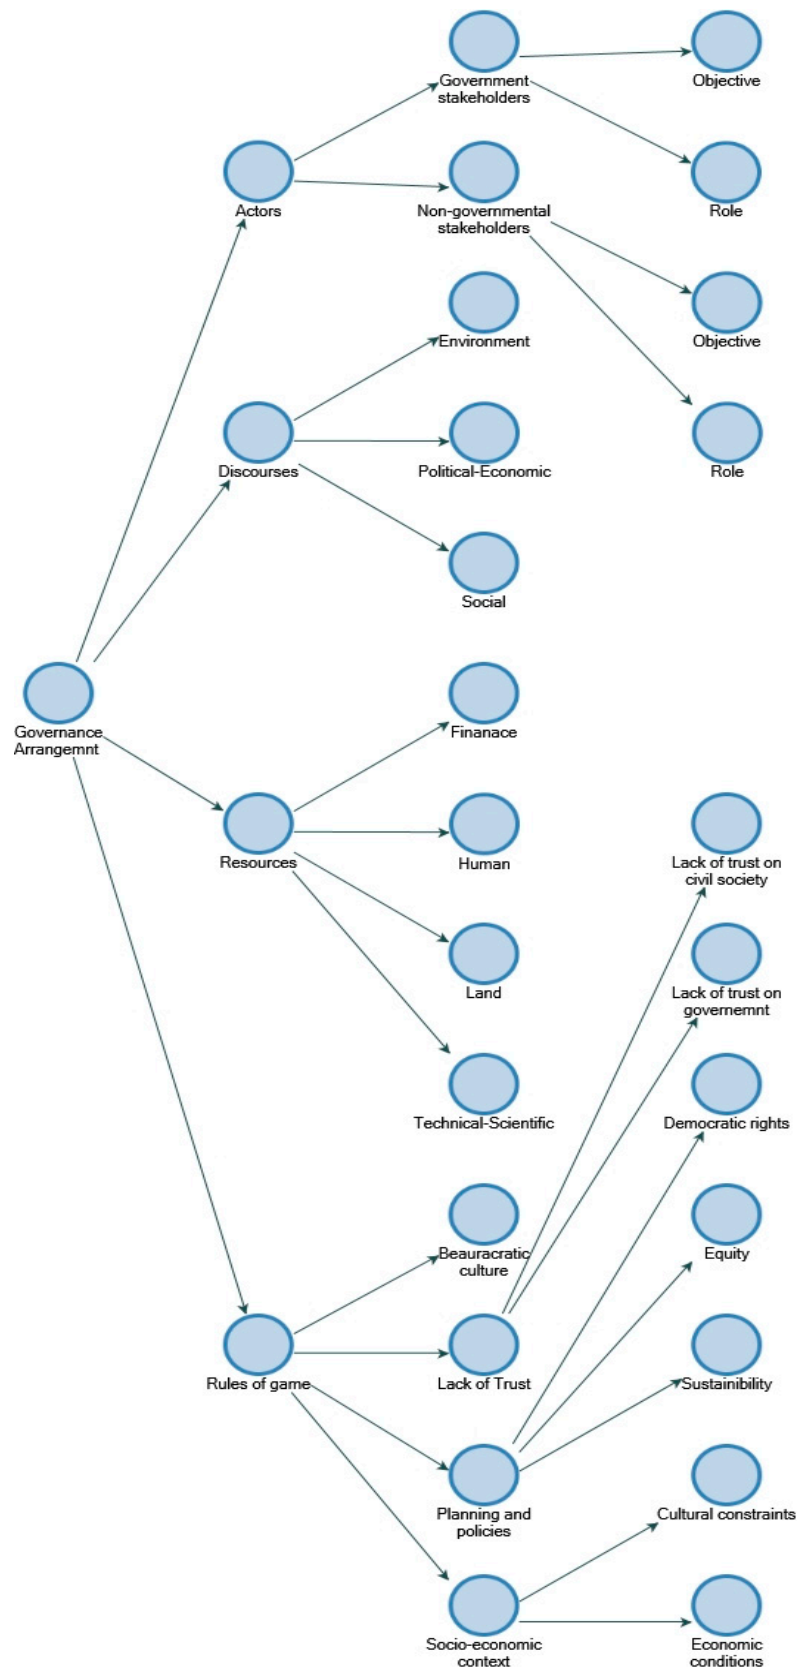 Government
stakeholders
Objective
Actors
Non-governmental
stakeholders
Role
Environment
Objective
Discourses
Political-Economic
Role
Social
Governance
Arrangemnt
Finanace
Resources
Human
Lack of trust on
civil society
Land
Lack of trust on
governemnt
Technical-Scientific
Democratic rights
Beauracratic
culture
Equity
Rules of game
Lack of Trust
Sustainibility
Planning and
policies
Cultural constraints
Socio-economic
context
Economic
conditions